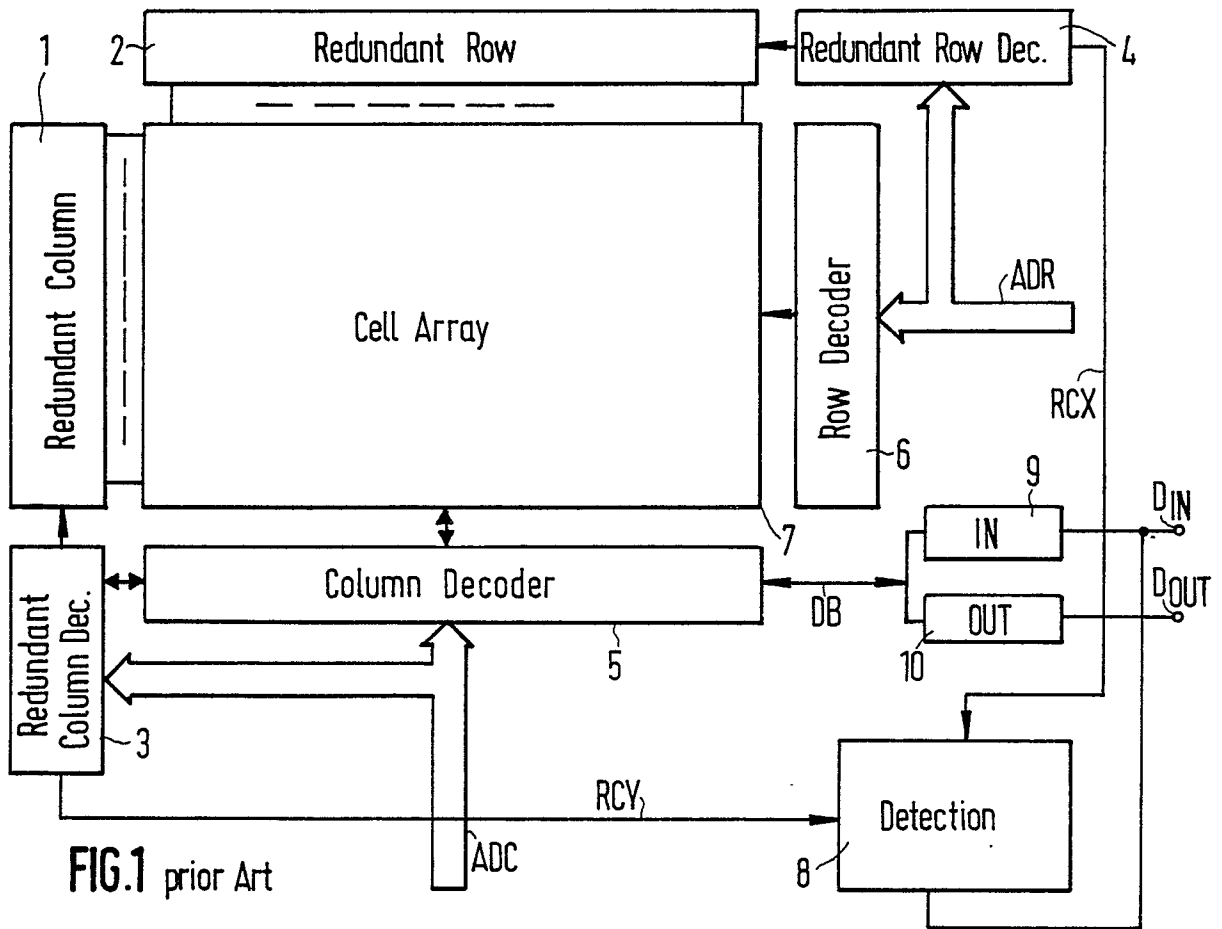 1
2
Redundant Row
Redundant Row Dec.
4
Redundant Column
Cell Array
Row Decoder
ADR
RCX
6
7
9
IN
DIN
Redundant
Column Dec.
3
Column Decoder
5
DB
OUT
10
DOUT
RCY
ADC
Detection
8
FIG.1 prior Art